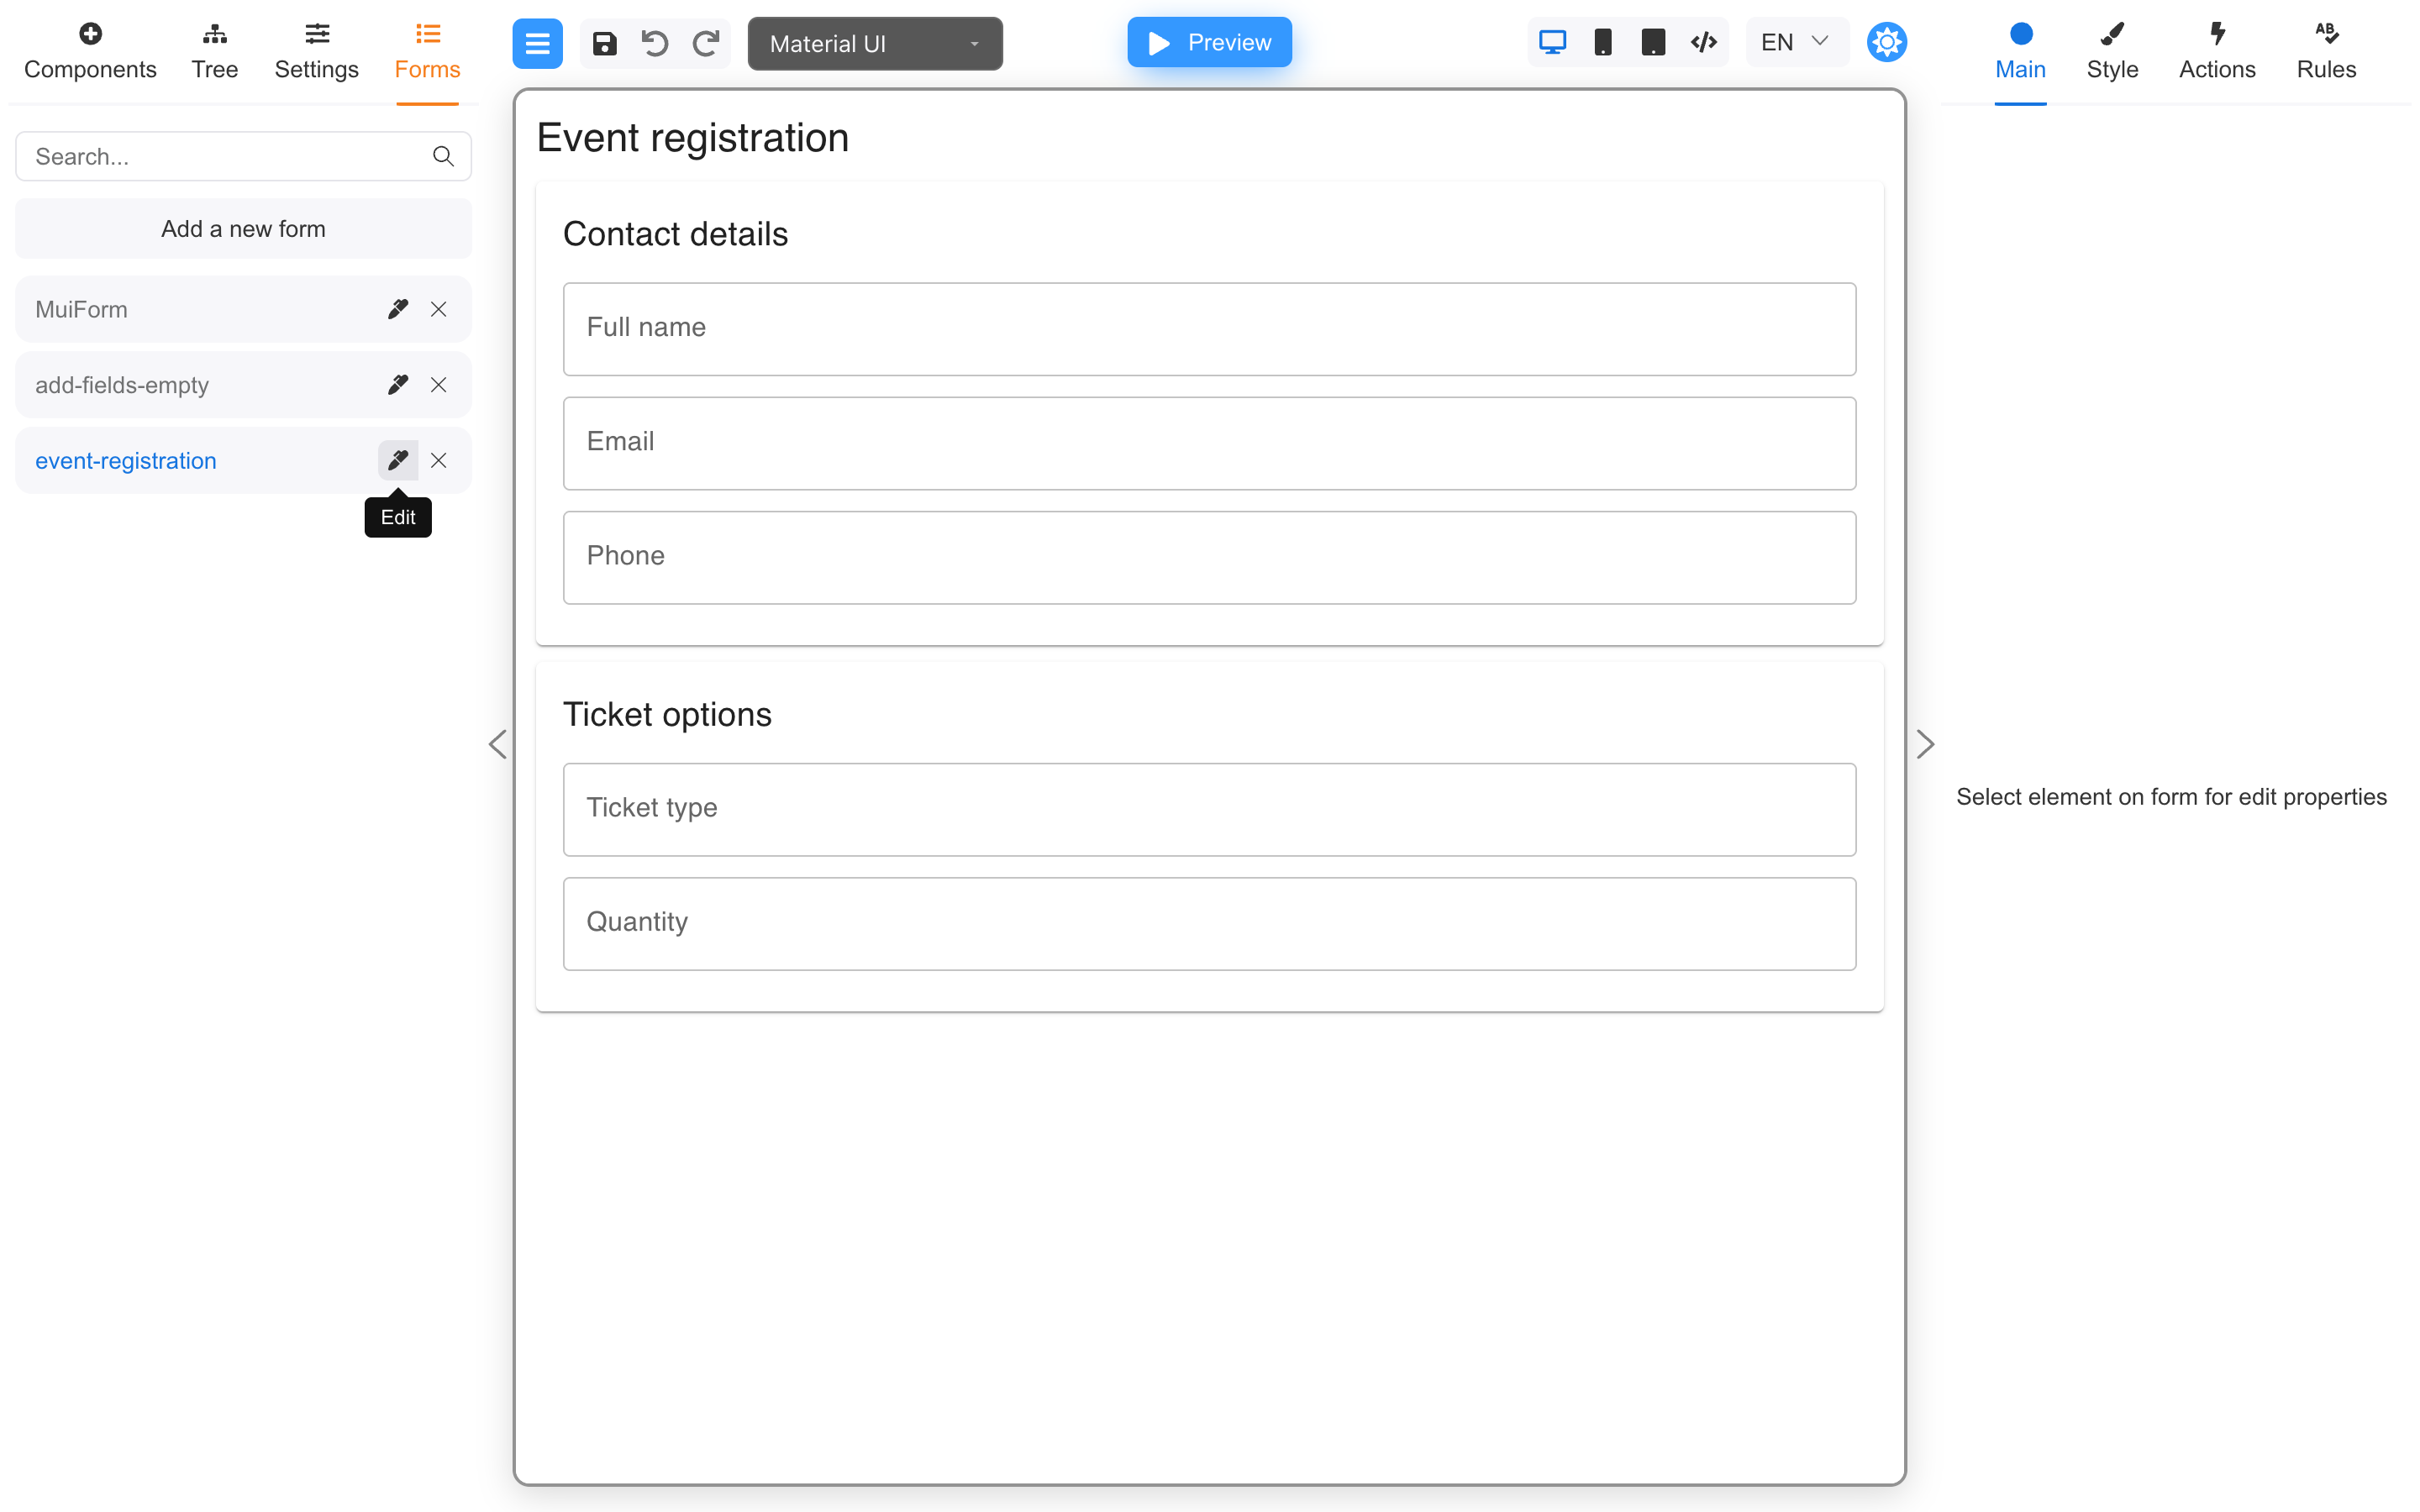 Components
Tree
Settings
Forms
Material UI
Preview
EN
Main
Style
Actions
AB
Rules
Search...
Add a new form
MuiForm
add-fields-empty
event-registration
Edit
Event registration
Contact details
Full name
Email
Phone
Ticket options
Ticket type
Quantity
Select element on form for edit properties